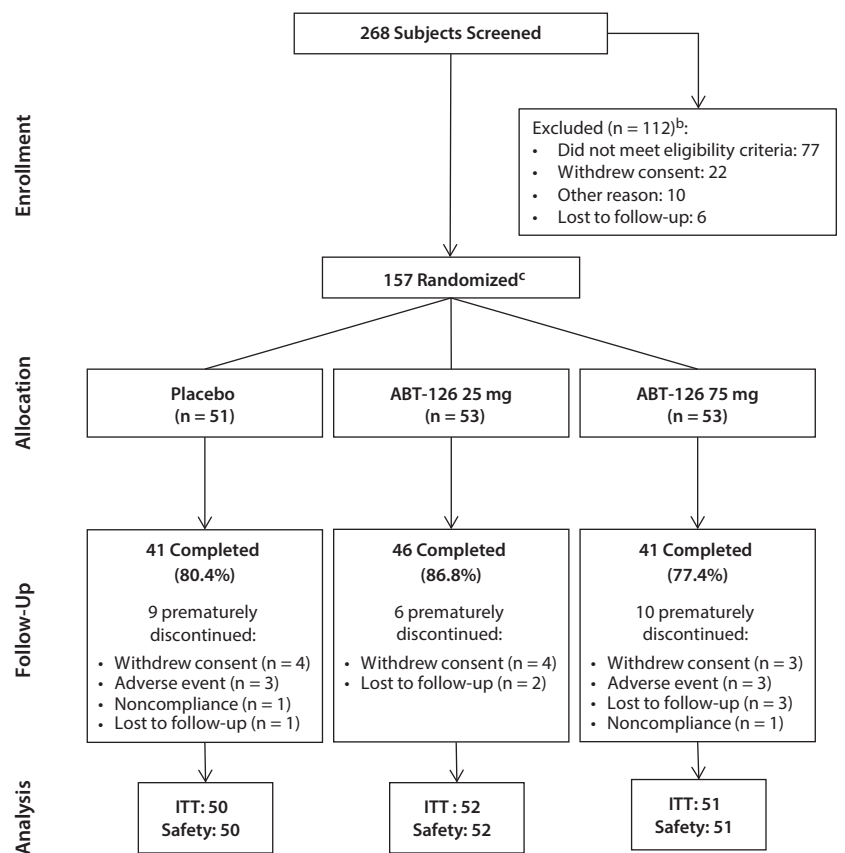 268 Subjects Screened
Excluded (n = 112)b:
• Did not meet eligibility criteria: 77
• Withdrew consent: 22
• Other reason: 10
• Lost to follow-up: 6
Enrollment
157 Randomizedc
Allocation
Placebo
(n = 51)
ABT-126 25 mg
(n = 53)
ABT-126 75 mg
(n = 53)
Follow-Up
41 Completed
(80.4%)
9 prematurely
discontinued:
• Withdrew consent (n = 4)
• Adverse event (n = 3)
• Noncompliance (n = 1)
• Lost to follow-up (n = 1)
46 Completed
(86.8%)
6 prematurely
discontinued:
• Withdrew consent (n = 4)
• Lost to follow-up (n = 2)
41 Completed
(77.4%)
10 prematurely
discontinued:
• Withdrew consent (n = 3)
• Adverse event (n = 3)
• Lost to follow-up (n = 3)
• Noncompliance (n = 1)
Analysis
ITT: 50
Safety: 50
ITT : 52
Safety: 52
ITT: 51
Safety: 51